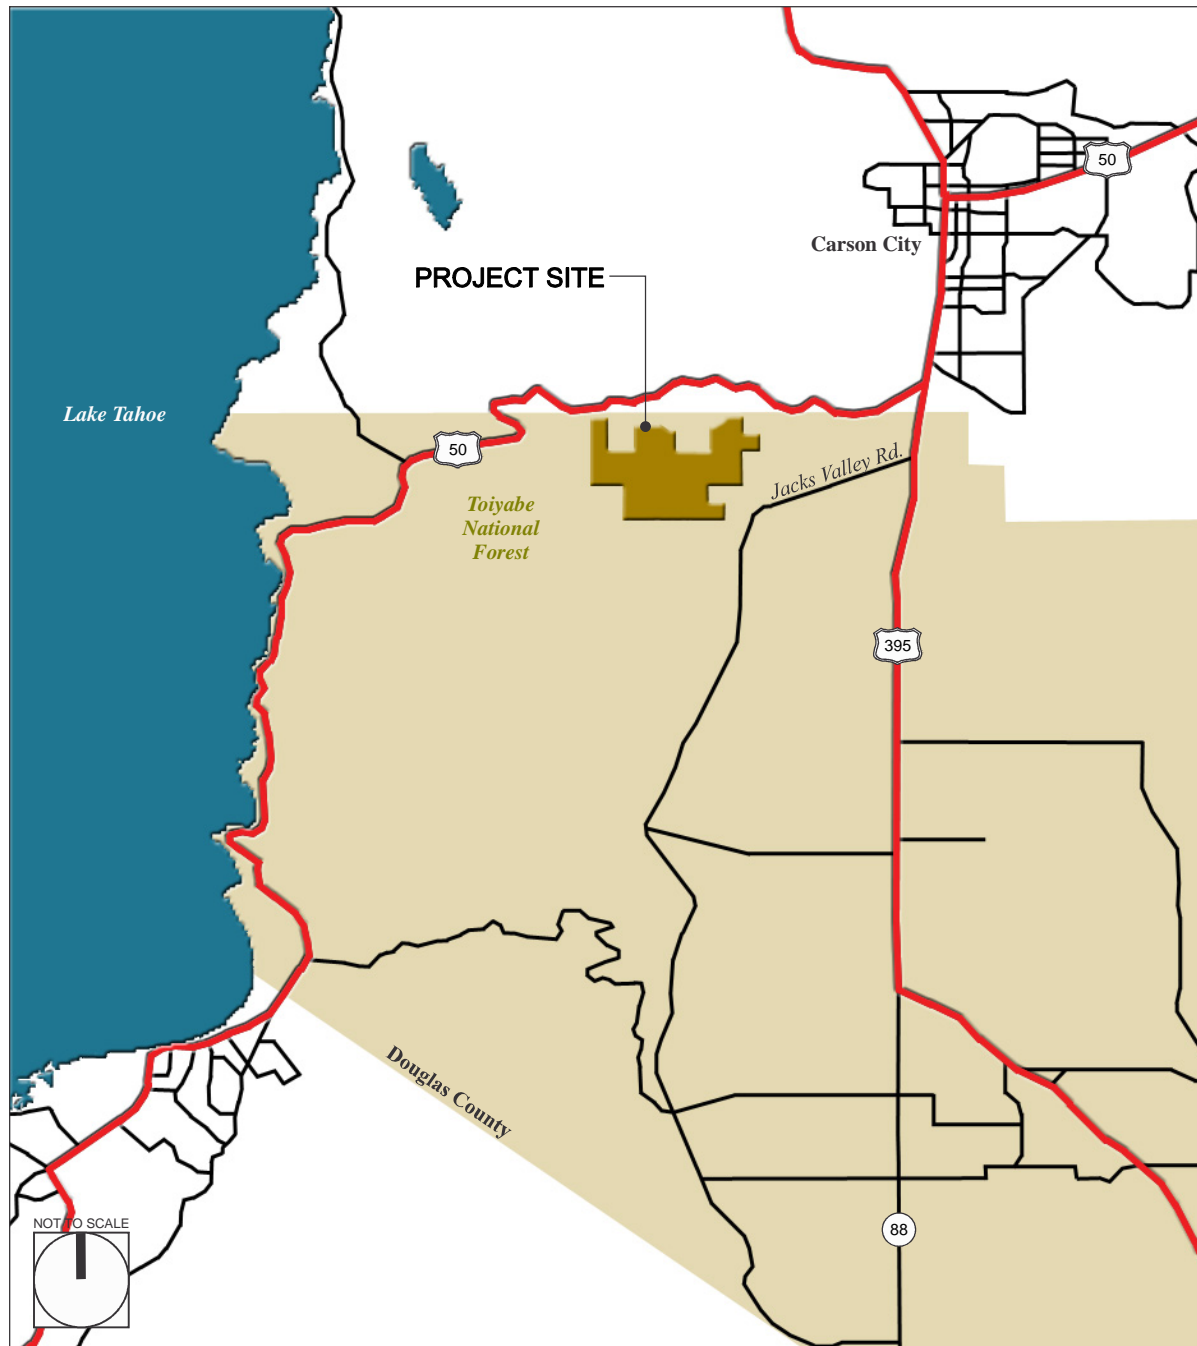 50
Carson City
PROJECT SITE
Lake Tahoe
50
Jacks Valley Rd.
Toiyabe
National
Forest
395
Douglas County
NOT TO SCALE
88